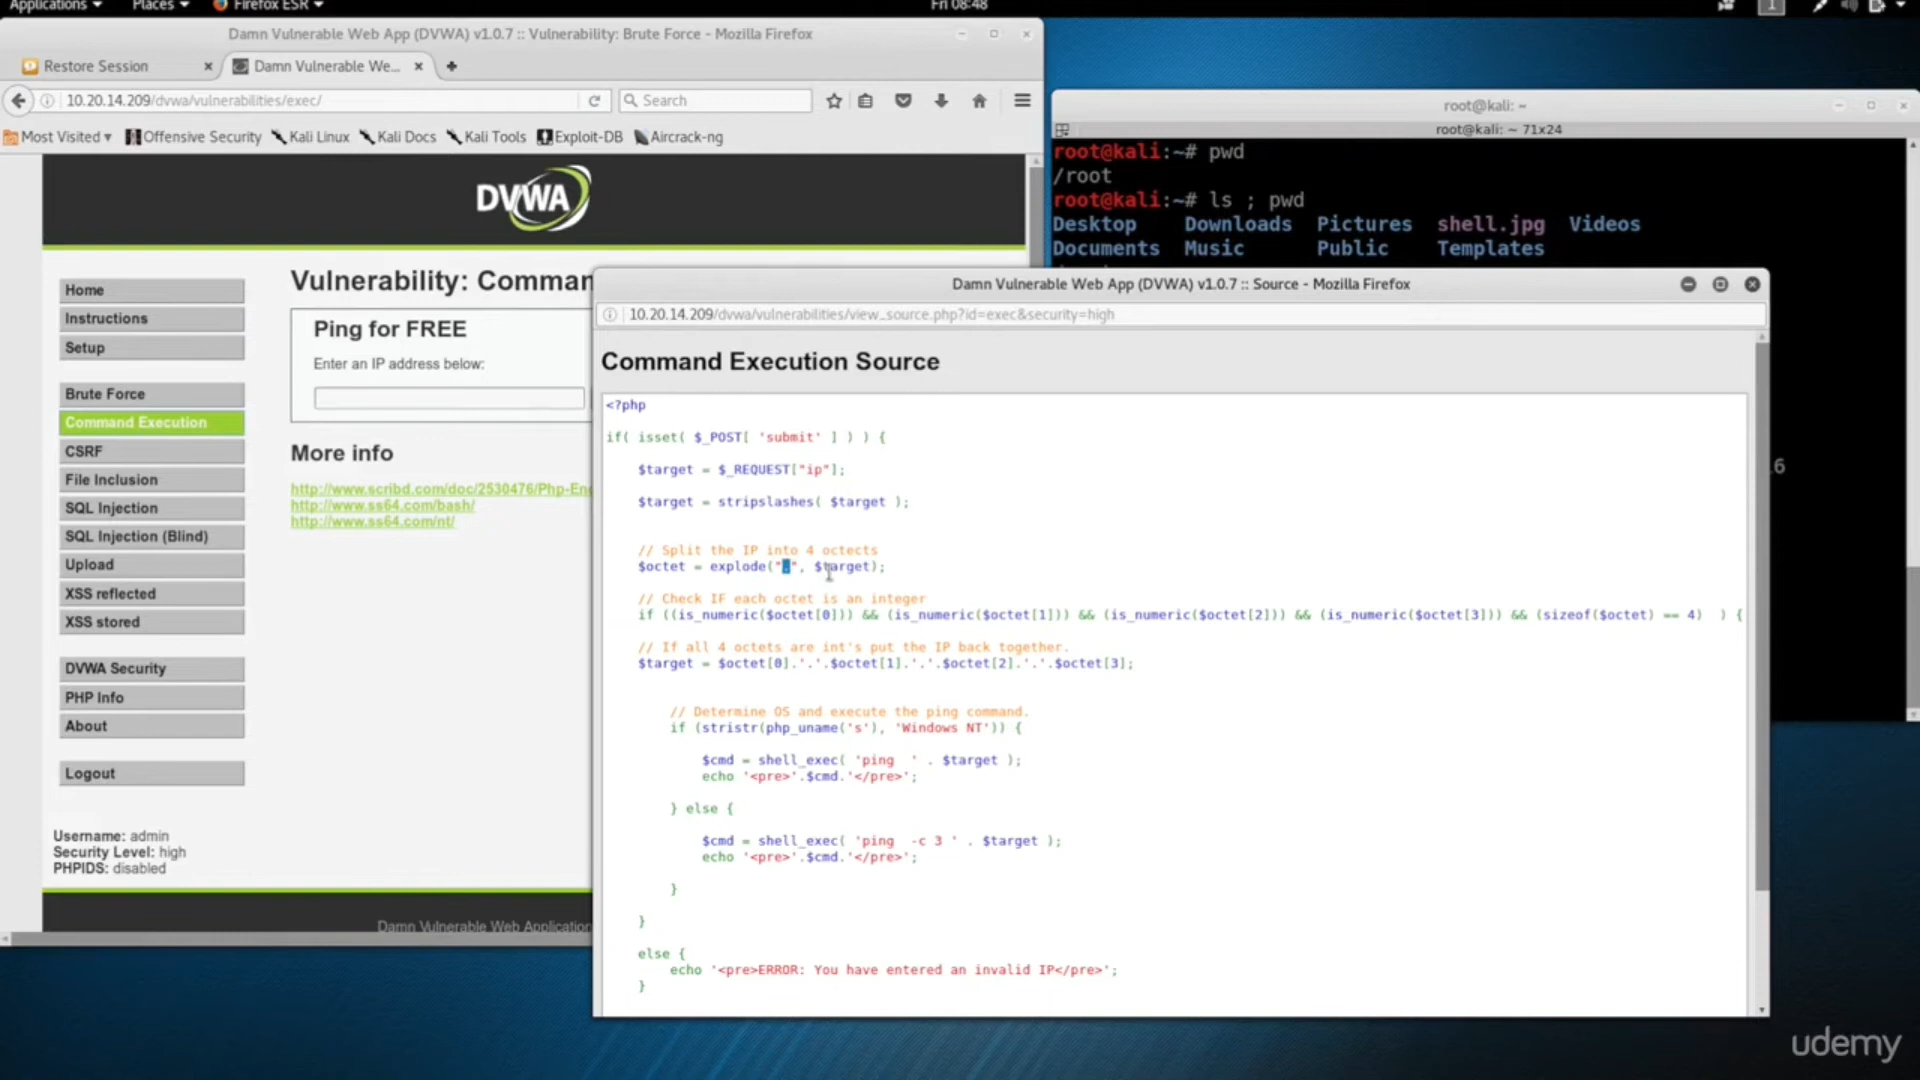 Applications ▾ Places ▾ Firefox ESR ▾
Fri 08:48
1
Damn Vulnerable Web App (DVWA) v1.0.7 :: Vulnerability: Brute Force - Mozilla Firefox
Restore Session
Damn Vulnerable We...
10.20.14.209/dvwa/vulnerabilities/exec/
Search
Most Visited ▾ Offensive Security Kali Linux Kali Docs Kali Tools Exploit-DB Aircrack-ng
DVWA
Home
Instructions
Setup
Brute Force
Command Execution
CSRF
File Inclusion
SQL Injection
SQL Injection (Blind)
Upload
XSS reflected
XSS stored
DVWA Security
PHP Info
About
Logout
Username: admin
Security Level: high
PHPIDS: disabled
Vulnerability: Comman
Ping for FREE
Enter an IP address below:
More info
http://www.scribd.com/doc/2530476/Php-En
http://www.ss64.com/bash/
http://www.ss64.com/nt/
Damn Vulnerable Web Application
root@kali: ~
root@kali: ~ 71x24
root@kali:~# pwd
/root
root@kali:~# ls ; pwd
Desktop Downloads Pictures shell.jpg Videos
Documents Music Public Templates
6
Damn Vulnerable Web App (DVWA) v1.0.7 :: Source - Mozilla Firefox
10.20.14.209/dvwa/vulnerabilities/view_source.php?id=exec&security=high
Command Execution Source
<?php
if( isset( $_POST[ 'submit' ] ) ) {
$target = $_REQUEST["ip"];
$target = stripslashes( $target );
// Split the IP into 4 octects
$octet = explode(".", $target);
// Check IF each octet is an integer
if ((is_numeric($octet[0])) && (is_numeric($octet[1])) && (is_numeric($octet[2])) && (is_numeric($octet[3])) && (sizeof($octet) == 4) ) {
// If all 4 octets are int's put the IP back together.
$target = $octet[0].'.'.$octet[1].'.'.$octet[2].'.'.$octet[3];
// Determine OS and execute the ping command.
if (stristr(php_uname('s'), 'Windows NT')) {
$cmd = shell_exec( 'ping ' . $target );
echo '<pre>'.$cmd.'</pre>';
} else {
$cmd = shell_exec( 'ping -c 3 ' . $target );
echo '<pre>'.$cmd.'</pre>';
}
}
else {
echo '<pre>ERROR: You have entered an invalid IP</pre>';
}
udemy